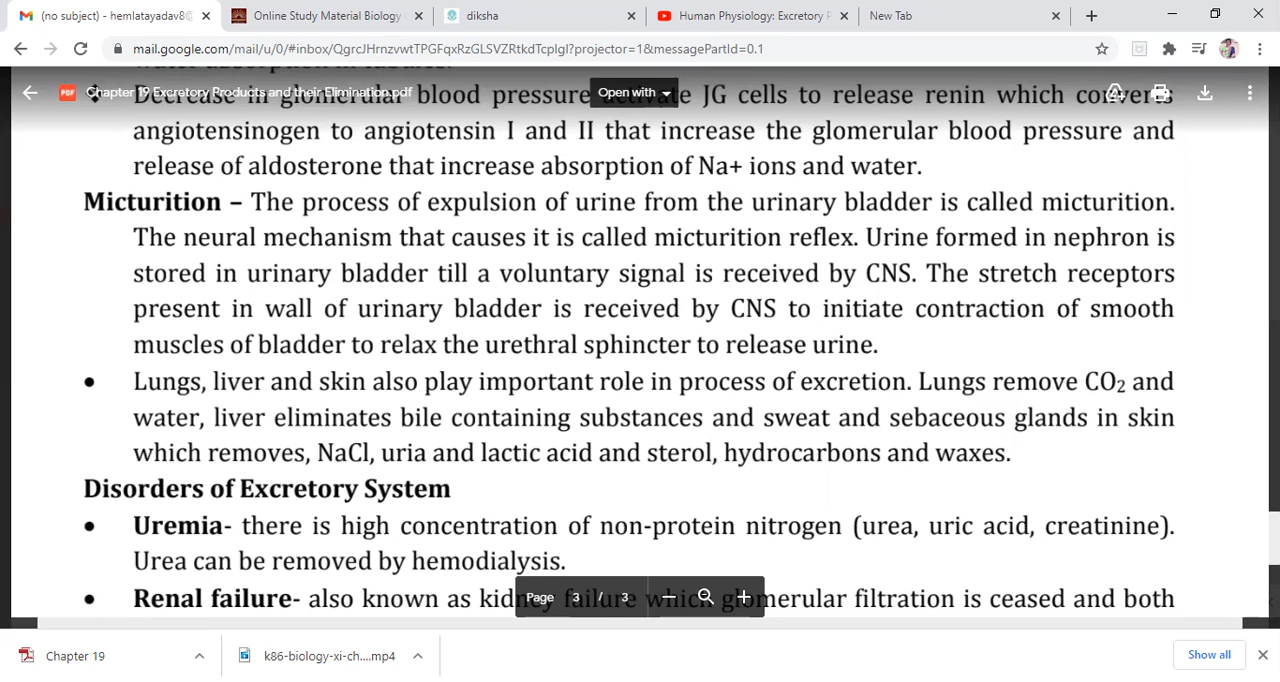 (no subject) - hemlatayadav8@
Online Study Material Biology
diksha
Human Physiology: Excretory P
New Tab
mail.google.com/mail/u/0/#inbox/QgrcJHrnzvwtTPGFqxRzGLSVZRtkdTcplgl?projector=1&messagePartId=0.1
Chapter 19 Excretory Products and their Elimination.pdf
Open with
Decrease in glomerular blood pressure activate JG cells to release renin which converts
angiotensinogen to angiotensin I and II that increase the glomerular blood pressure and
release of aldosterone that increase absorption of Na+ ions and water.
Micturition – The process of expulsion of urine from the urinary bladder is called micturition.
The neural mechanism that causes it is called micturition reflex. Urine formed in nephron is
stored in urinary bladder till a voluntary signal is received by CNS. The stretch receptors
present in wall of urinary bladder is received by CNS to initiate contraction of smooth
muscles of bladder to relax the urethral sphincter to release urine.
• Lungs, liver and skin also play important role in process of excretion. Lungs remove CO2 and
water, liver eliminates bile containing substances and sweat and sebaceous glands in skin
which removes, NaCl, uria and lactic acid and sterol, hydrocarbons and waxes.
Disorders of Excretory System
• Uremia- there is high concentration of non-protein nitrogen (urea, uric acid, creatinine).
Urea can be removed by hemodialysis.
• Renal failure- also known as kidney failure which glomerular filtration is ceased and both
Page 3 / 3
Chapter 19
k86-biology-xi-ch....mp4
Show all